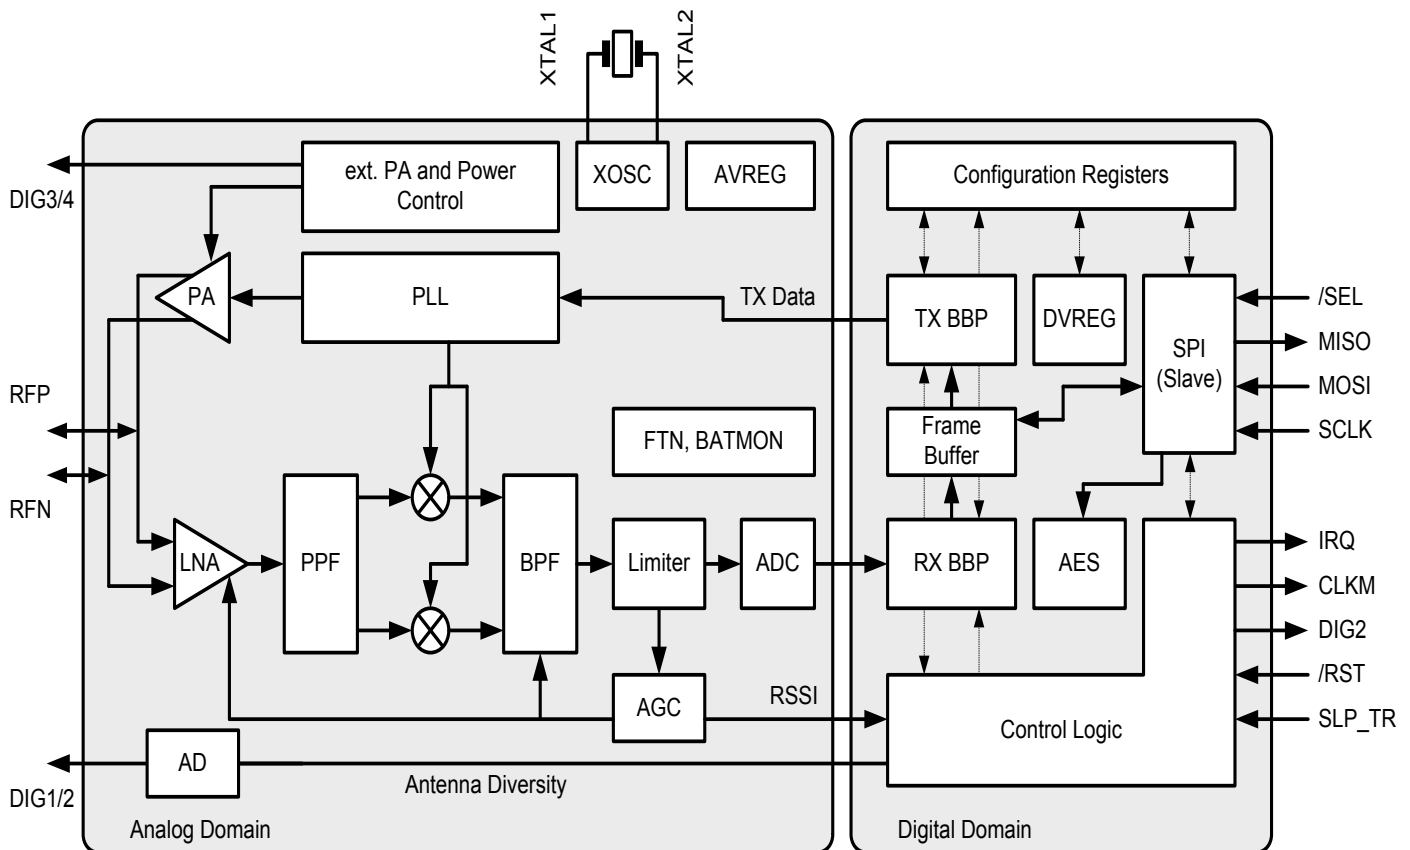 XTAL1
XTAL2
DIG3/4
ext. PA and Power
Control
XOSC
AVREG
Configuration Registers
PA
PLL
TX Data
TX BBP
DVREG
SPI
(Slave)
/SEL
MISO
MOSI
SCLK
RFP
RFN
FTN, BATMON
Frame
Buffer
LNA
PPF
BPF
Limiter
ADC
RX BBP
AES
IRQ
CLKM
DIG2
/RST
SLP_TR
AGC
RSSI
Control Logic
AD
Antenna Diversity
DIG1/2
Analog Domain
Digital Domain